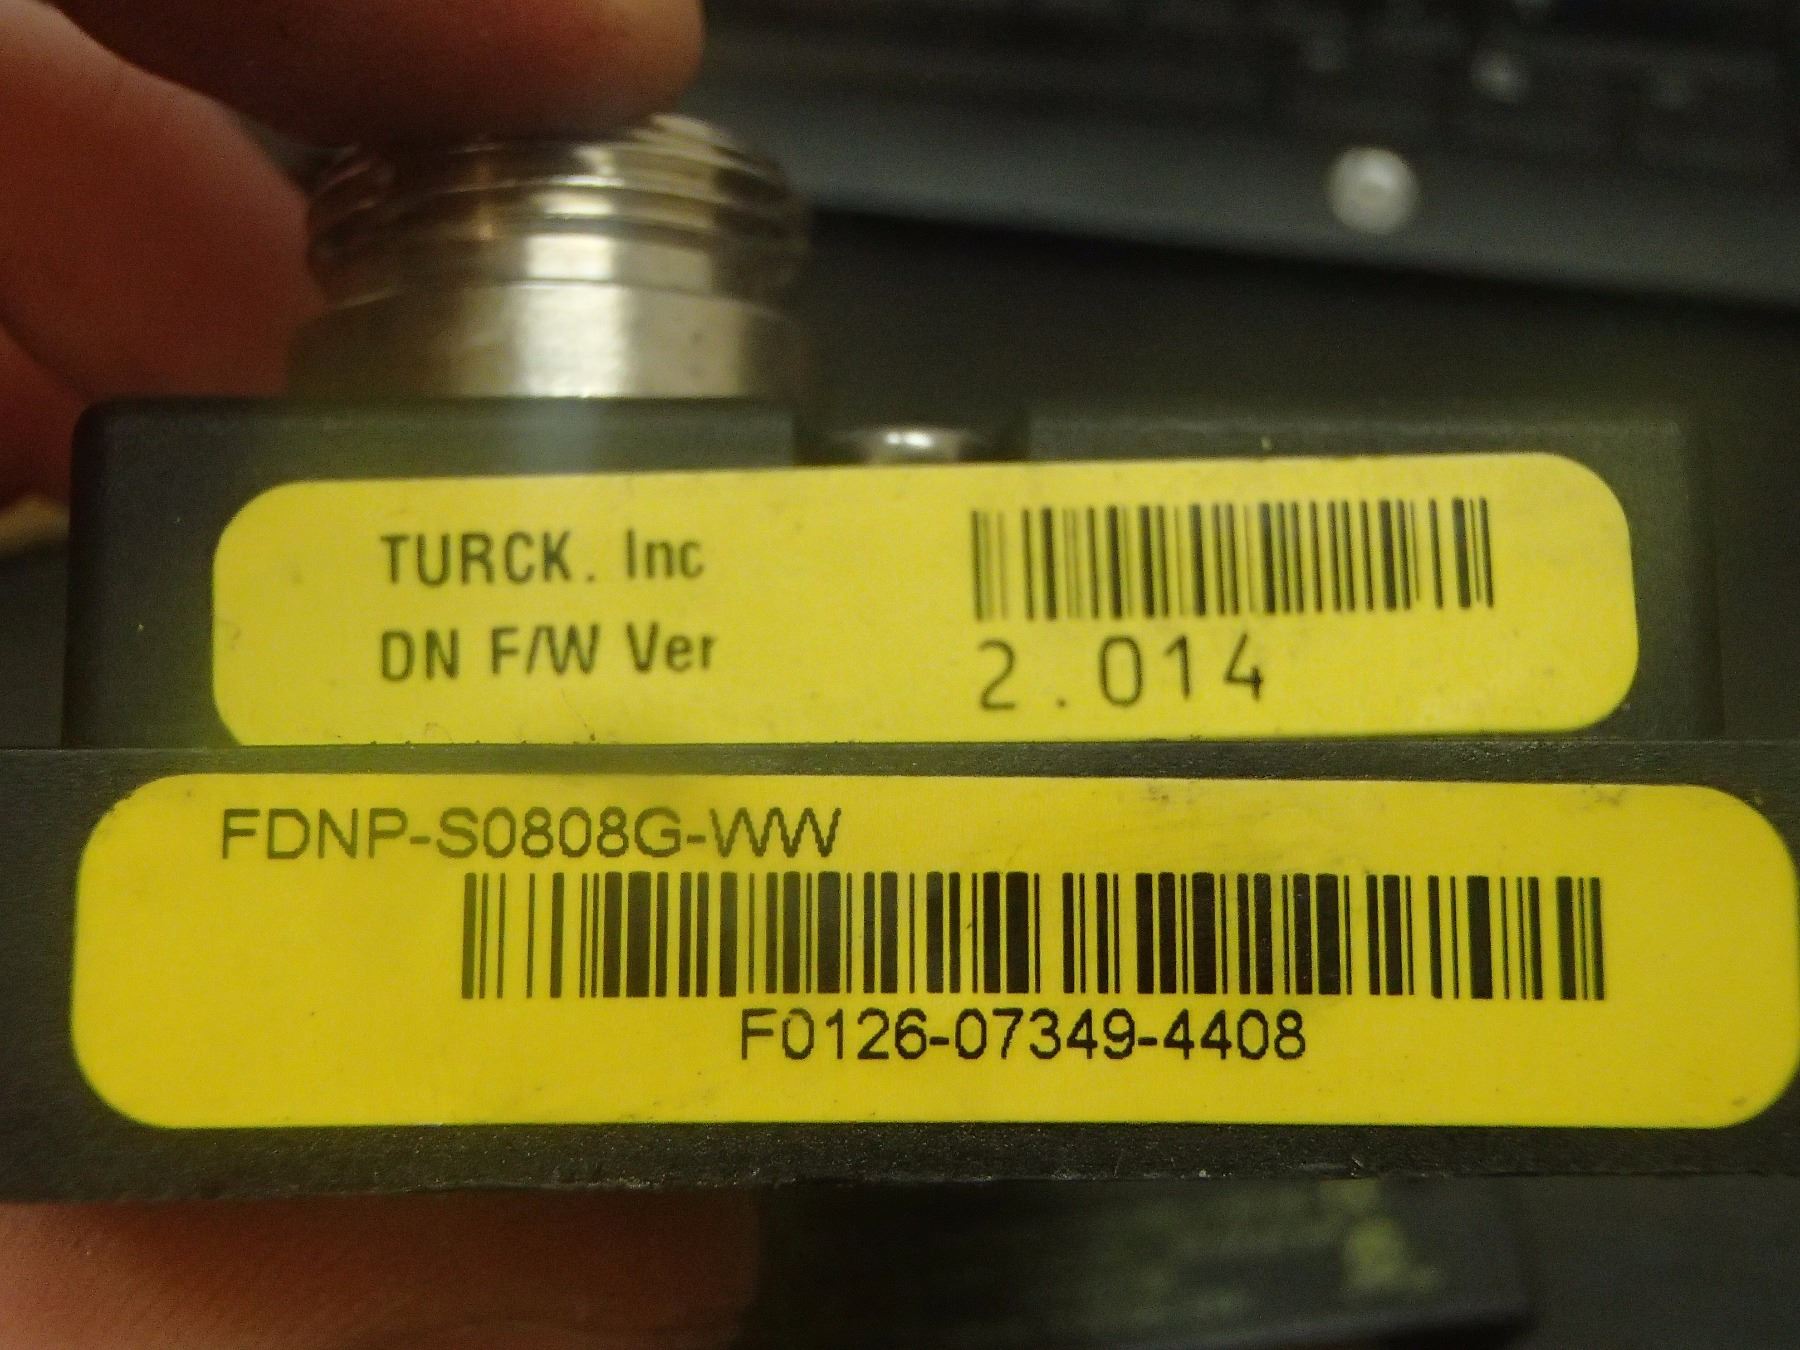 TURCK. Inc
DN F/W Ver
2.014
FDNP-S0808G-WW
F0126-07349-4408